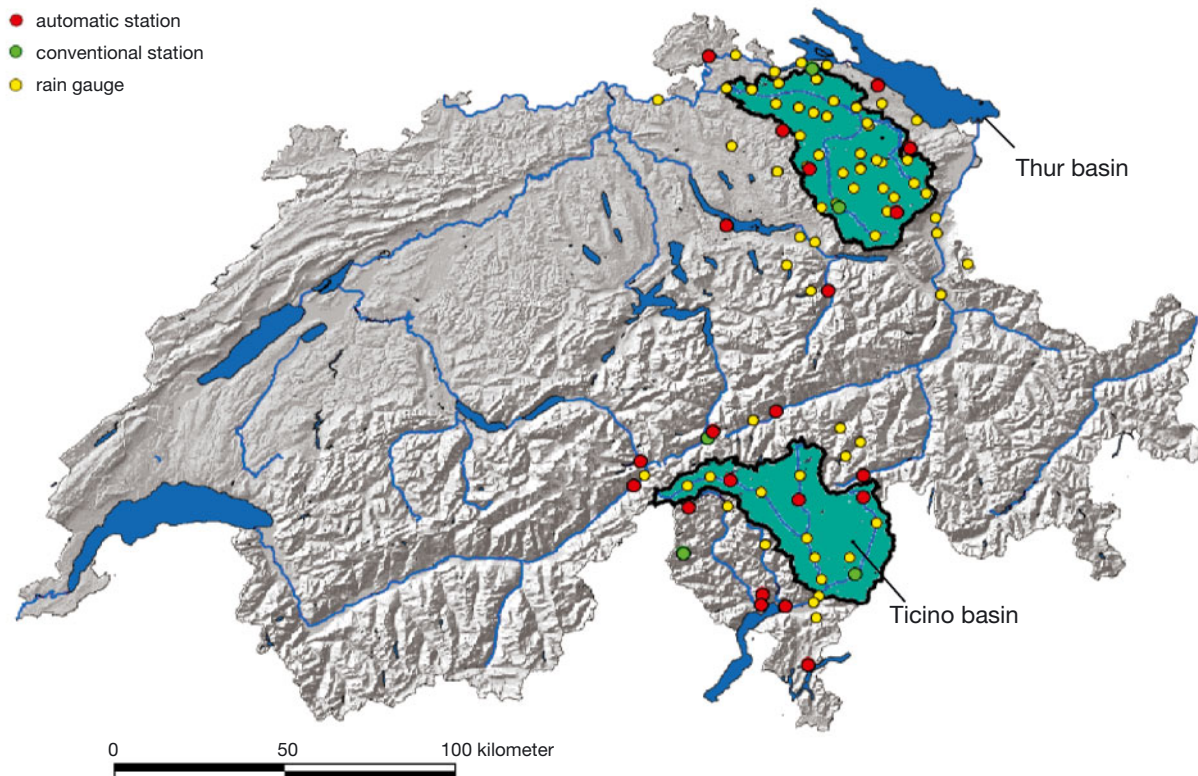 automatic station
conventional station
rain gauge
Thur basin
Ticino basin
0 50 100 kilometer